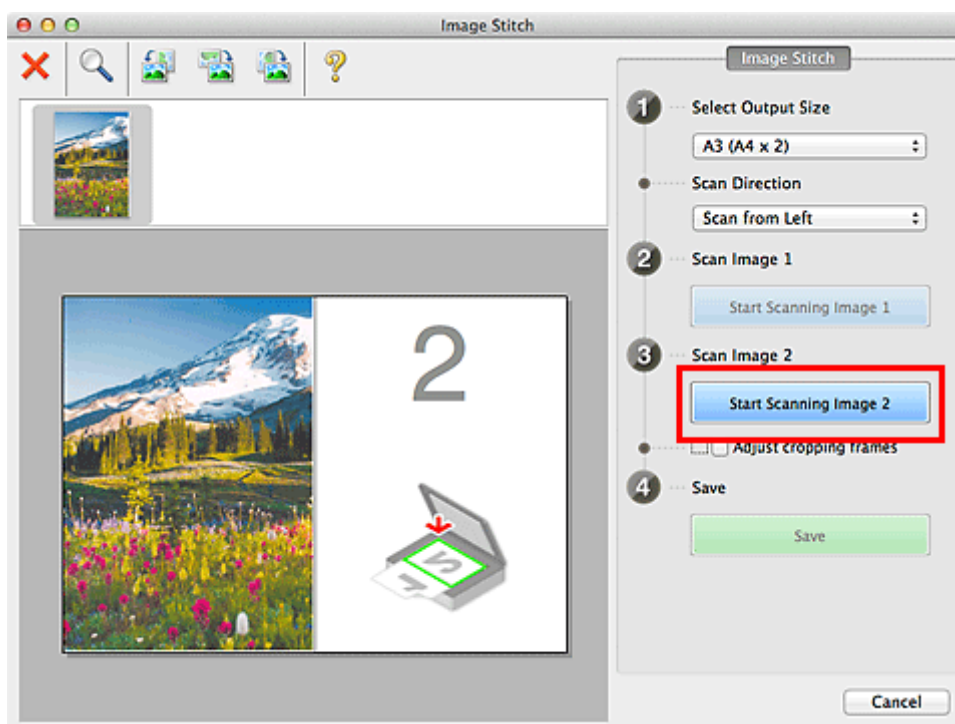 Image Stitch
Image Stitch
1 Select Output Size
A3 (A4 x 2)
Scan Direction
Scan from Left
2 Scan Image 1
Start Scanning Image 1
3 Scan Image 2
Start Scanning Image 2
Adjust cropping frames
4 Save
Save
Cancel
2
1 2